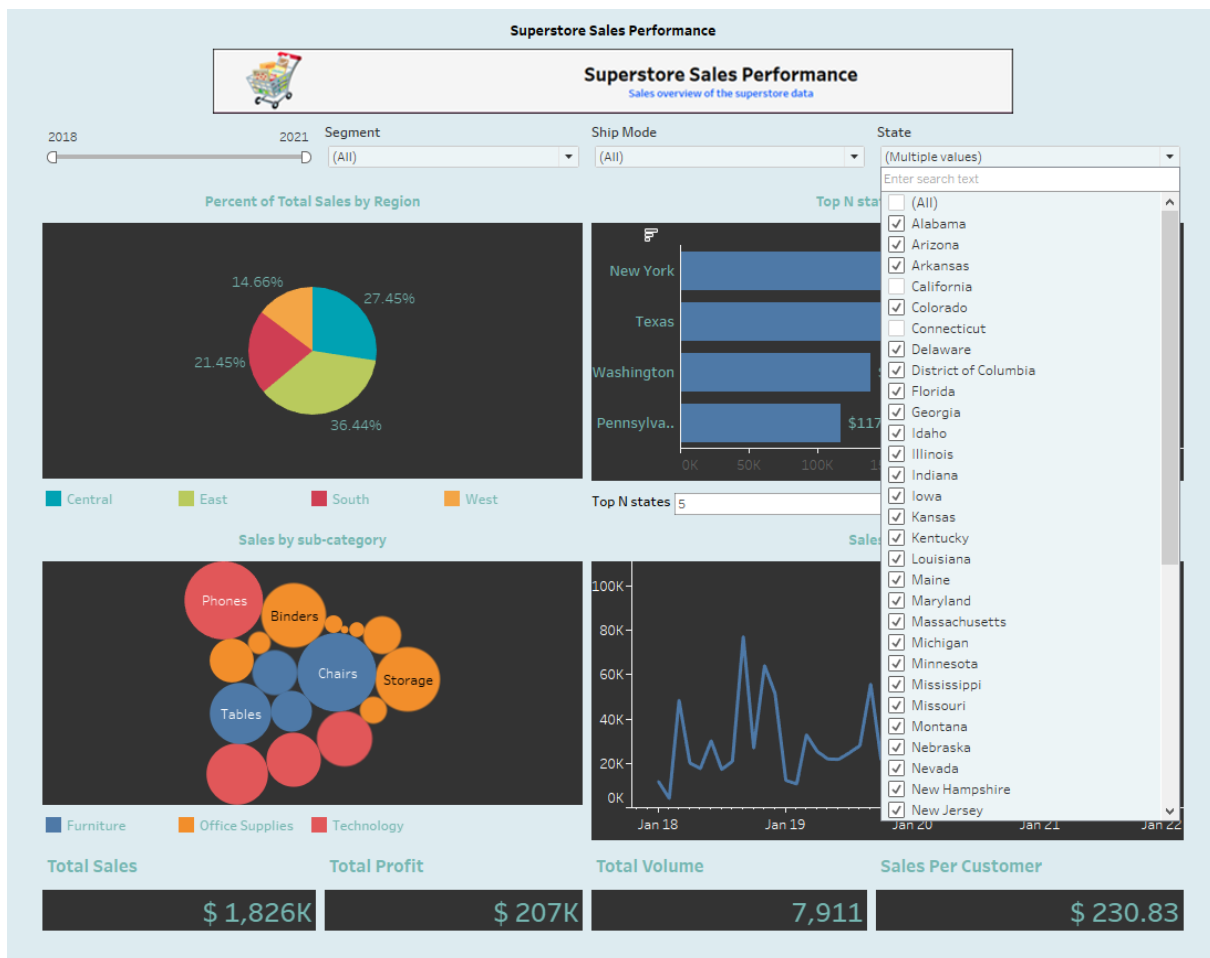 Superstore Sales Performance
Superstore Sales Performance
Sales overview of the superstore data
2018
2021
Segment
(All)
Ship Mode
(All)
State
(Multiple values)
Enter search text
(All)
Alabama
Arizona
Arkansas
California
Colorado
Connecticut
Delaware
District of Columbia
Florida
Georgia
Idaho
Illinois
Indiana
Iowa
Kansas
Kentucky
Louisiana
Maine
Maryland
Massachusetts
Michigan
Minnesota
Mississippi
Missouri
Montana
Nebraska
Nevada
New Hampshire
New Jersey
Percent of Total Sales by Region
14.66%
27.45%
21.45%
36.44%
Central
East
South
West
Top N
New York
Texas
Washington
Pennsylva..
$117
0K
50K
100K
Top N states
5
Sales by sub-category
Phones
Binders
Chairs
Storage
Tables
Furniture
Office Supplies
Technology
Sales
100K
80K
60K
40K
20K
0K
Jan 18
Jan 19
Jan 20
Jan 21
Jan 22
Total Sales
$ 1,826K
Total Profit
$ 207K
Total Volume
7,911
Sales Per Customer
$ 230.83